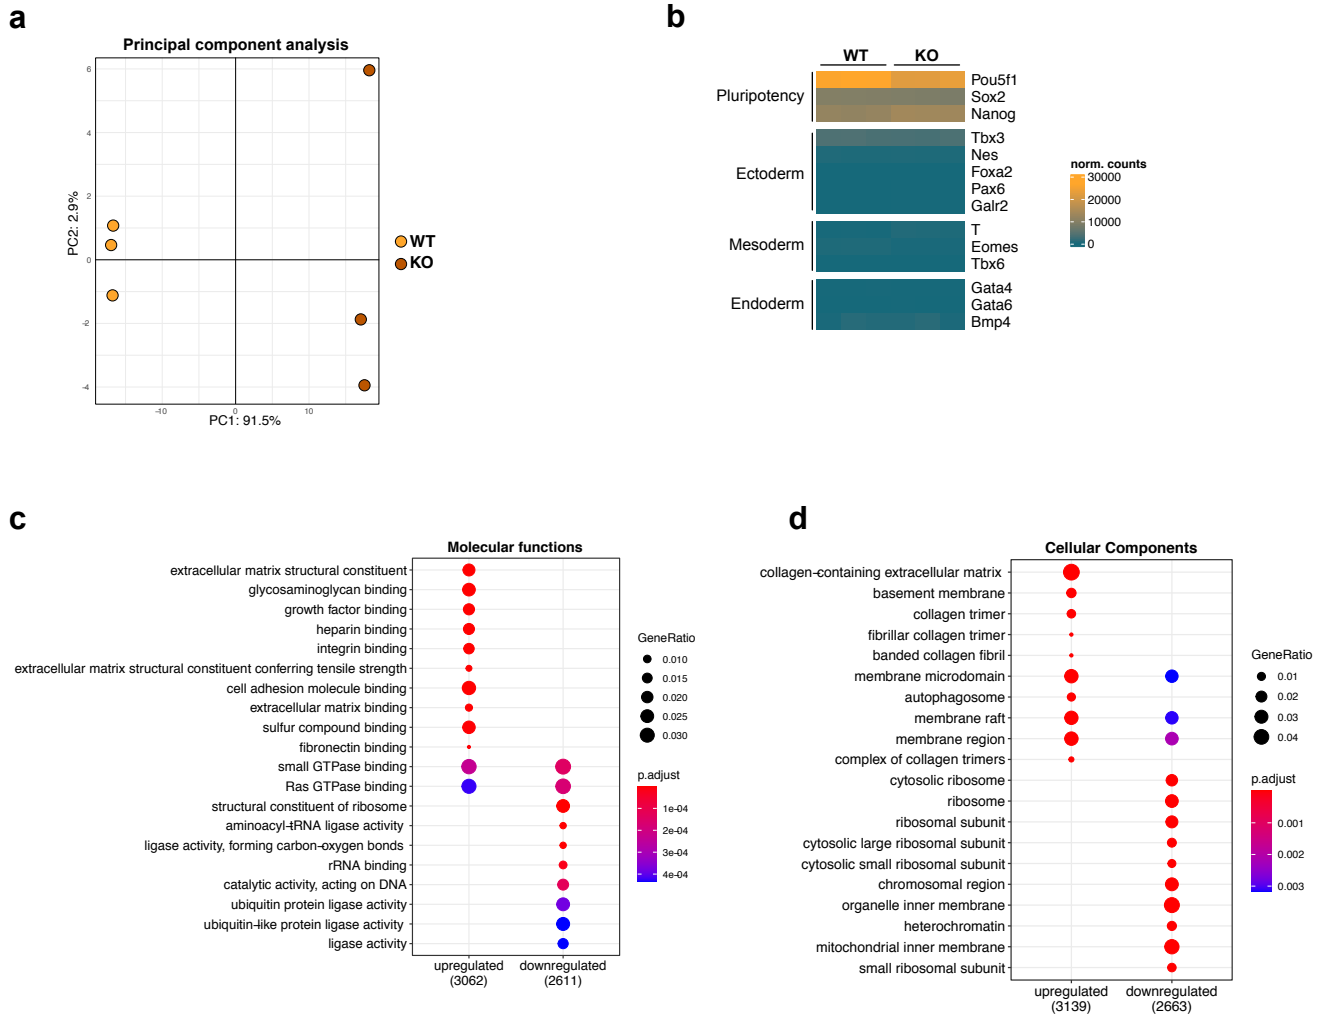 a
Principal component analysis
6
4
2
0
-2
-4
-10
0
10
PC2: 2.9%
PC1: 91.5%
WT
KO
b
WT
KO
Pluripotency
Pou5f1
Sox2
Nanog
Ectoderm
Tbx3
Nes
Foxa2
Pax6
Galr2
Mesoderm
T
Eomes
Tbx6
Endoderm
Gata4
Gata6
Bmp4
norm. counts
30000
20000
10000
0
c
Molecular functions
extracellular matrix structural constituent
glycosaminoglycan binding
growth factor binding
heparin binding
integrin binding
extracellular matrix structural constituent conferring tensile strength
cell adhesion molecule binding
extracellular matrix binding
sulfur compound binding
fibronectin binding
small GTPase binding
Ras GTPase binding
structural constituent of ribosome
aminoacyl-tRNA ligase activity
ligase activity, forming carbon-oxygen bonds
rRNA binding
catalytic activity, acting on DNA
ubiquitin protein ligase activity
ubiquitin-like protein ligase activity
ligase activity
upregulated
(3062)
downregulated
(2611)
GeneRatio
0.010
0.015
0.020
0.025
0.030
p.adjust
1e-04
2e-04
3e-04
4e-04
d
Cellular Components
collagen-containing extracellular matrix
basement membrane
collagen trimer
fibrillar collagen trimer
banded collagen fibril
membrane microdomain
autophagosome
membrane raft
membrane region
complex of collagen trimers
cytosolic ribosome
ribosome
ribosomal subunit
cytosolic large ribosomal subunit
cytosolic small ribosomal subunit
chromosomal region
organelle inner membrane
heterochromatin
mitochondrial inner membrane
small ribosomal subunit
upregulated
(3139)
downregulated
(2663)
GeneRatio
0.01
0.02
0.03
0.04
p.adjust
0.001
0.002
0.003